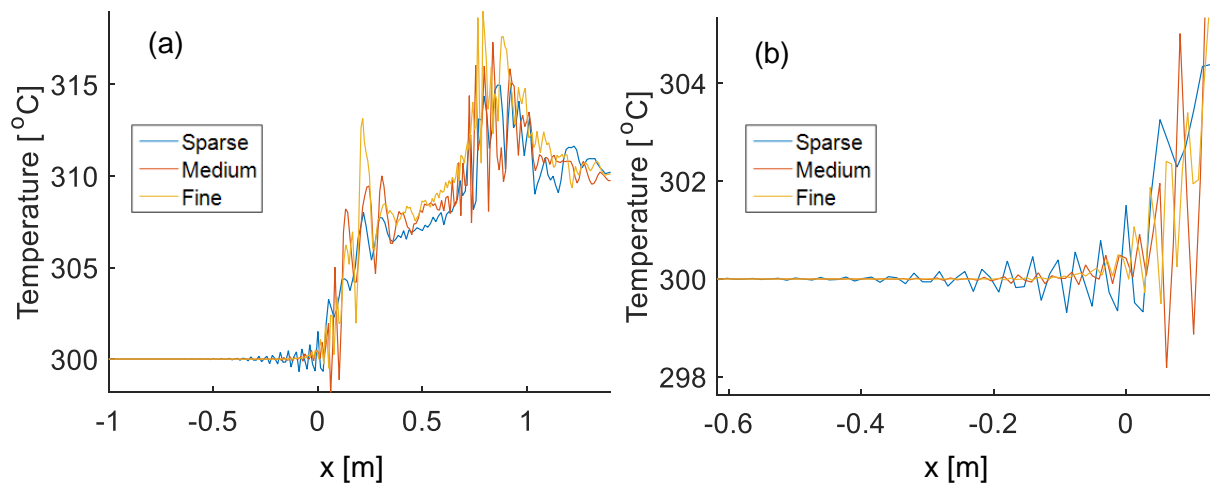 (a)
Temperature [ °C]
315
310
305
300
Sparse
Medium
Fine
-1
-0.5
0
0.5
1
x [m]
(b)
Temperature [ °C]
304
302
300
298
Sparse
Medium
Fine
-0.6
-0.4
-0.2
0
x [m]